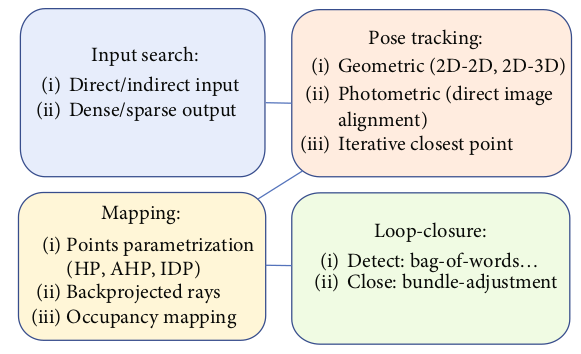 Input search:
(i) Direct/indirect input
(ii) Dense/sparse output
Pose tracking:
(i) Geometric (2D-2D, 2D-3D)
(ii) Photometric (direct image
alignment)
(iii) Iterative closest point
Mapping:
(i) Points parametrization
(HP, AHP, IDP)
(ii) Backprojected rays
(iii) Occupancy mapping
Loop-closure:
(i) Detect: bag-of-words…
(ii) Close: bundle-adjustment